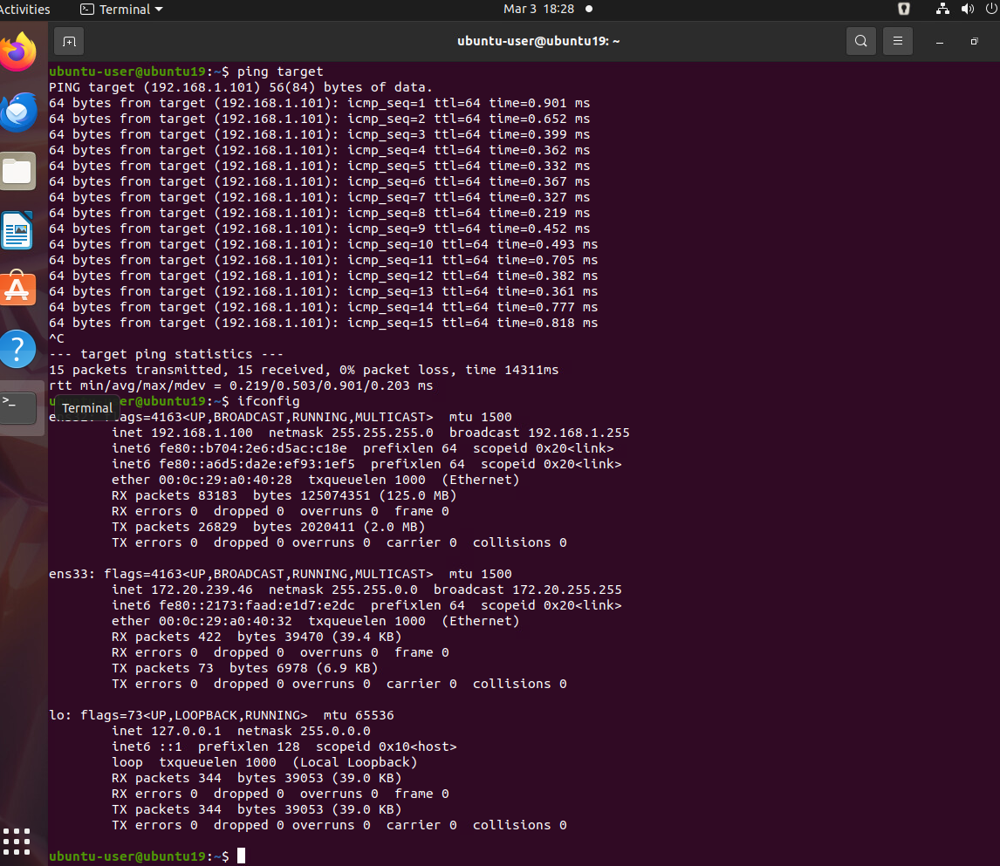 Activities
Terminal
Mar 3 18:28
ubuntu-user@ubuntu19: ~
ubuntu-user@ubuntu19:~$ ping target
PING target (192.168.1.101) 56(84) bytes of data.
64 bytes from target (192.168.1.101): icmp_seq=1 ttl=64 time=0.901 ms
64 bytes from target (192.168.1.101): icmp_seq=2 ttl=64 time=0.652 ms
64 bytes from target (192.168.1.101): icmp_seq=3 ttl=64 time=0.399 ms
64 bytes from target (192.168.1.101): icmp_seq=4 ttl=64 time=0.362 ms
64 bytes from target (192.168.1.101): icmp_seq=5 ttl=64 time=0.332 ms
64 bytes from target (192.168.1.101): icmp_seq=6 ttl=64 time=0.367 ms
64 bytes from target (192.168.1.101): icmp_seq=7 ttl=64 time=0.327 ms
64 bytes from target (192.168.1.101): icmp_seq=8 ttl=64 time=0.219 ms
64 bytes from target (192.168.1.101): icmp_seq=9 ttl=64 time=0.452 ms
64 bytes from target (192.168.1.101): icmp_seq=10 ttl=64 time=0.493 ms
64 bytes from target (192.168.1.101): icmp_seq=11 ttl=64 time=0.705 ms
64 bytes from target (192.168.1.101): icmp_seq=12 ttl=64 time=0.382 ms
64 bytes from target (192.168.1.101): icmp_seq=13 ttl=64 time=0.361 ms
64 bytes from target (192.168.1.101): icmp_seq=14 ttl=64 time=0.777 ms
64 bytes from target (192.168.1.101): icmp_seq=15 ttl=64 time=0.818 ms
^C
--- target ping statistics ---
15 packets transmitted, 15 received, 0% packet loss, time 14311ms
rtt min/avg/max/mdev = 0.219/0.503/0.901/0.203 ms
er@ubuntu19:~$ ifconfig
Terminal
flags=4163<UP,BROADCAST,RUNNING,MULTICAST>  mtu 1500
inet 192.168.1.100  netmask 255.255.255.0  broadcast 192.168.1.255
inet6 fe80::b704:2e6:d5ac:c18e  prefixlen 64  scopeid 0x20<link>
inet6 fe80::a6d5:da2e:ef93:1ef5  prefixlen 64  scopeid 0x20<link>
ether 00:0c:29:a0:40:28  txqueuelen 1000  (Ethernet)
RX packets 83183  bytes 125074351 (125.0 MB)
RX errors 0  dropped 0  overruns 0  frame 0
TX packets 26829  bytes 2020411 (2.0 MB)
TX errors 0  dropped 0 overruns 0  carrier 0  collisions 0
ens33: flags=4163<UP,BROADCAST,RUNNING,MULTICAST>  mtu 1500
inet 172.20.239.46  netmask 255.255.0.0  broadcast 172.20.255.255
inet6 fe80::2173:faad:e1d7:e2dc  prefixlen 64  scopeid 0x20<link>
ether 00:0c:29:a0:40:32  txqueuelen 1000  (Ethernet)
RX packets 422  bytes 39470 (39.4 KB)
RX errors 0  dropped 0  overruns 0  frame 0
TX packets 73  bytes 6978 (6.9 KB)
TX errors 0  dropped 0 overruns 0  carrier 0  collisions 0
lo: flags=73<UP,LOOPBACK,RUNNING>  mtu 65536
inet 127.0.0.1  netmask 255.0.0.0
inet6 ::1  prefixlen 128  scopeid 0x10<host>
loop  txqueuelen 1000  (Local Loopback)
RX packets 344  bytes 39053 (39.0 KB)
RX errors 0  dropped 0  overruns 0  frame 0
TX packets 344  bytes 39053 (39.0 KB)
TX errors 0  dropped 0 overruns 0  carrier 0  collisions 0
ubuntu-user@ubuntu19:~$